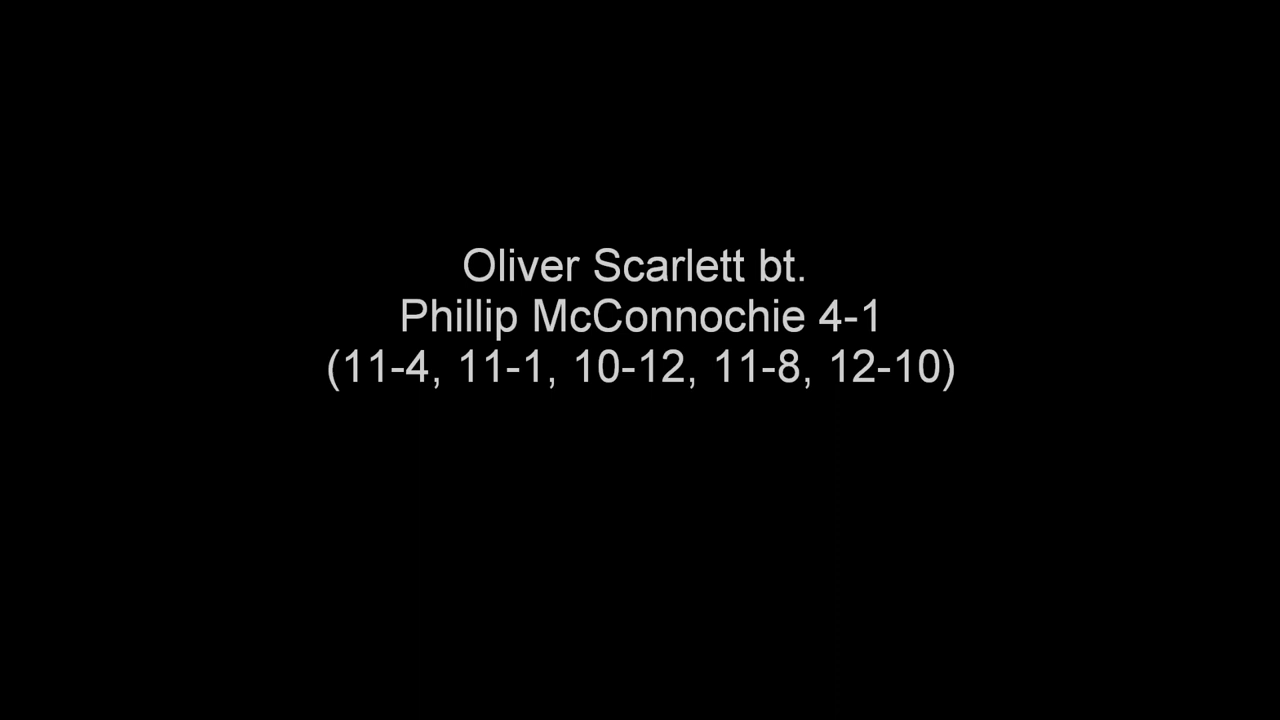 Oliver Scarlett bt.
Phillip McConnochie 4-1
(11-4, 11-1, 10-12, 11-8, 12-10)